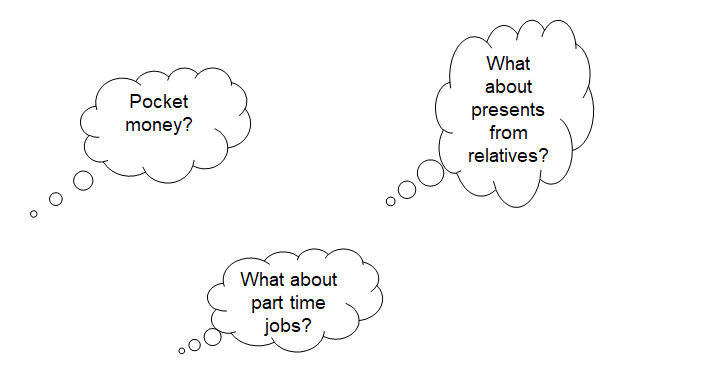 Pocket
money?
What
about
presents
from
relatives?
What about
part time
jobs?